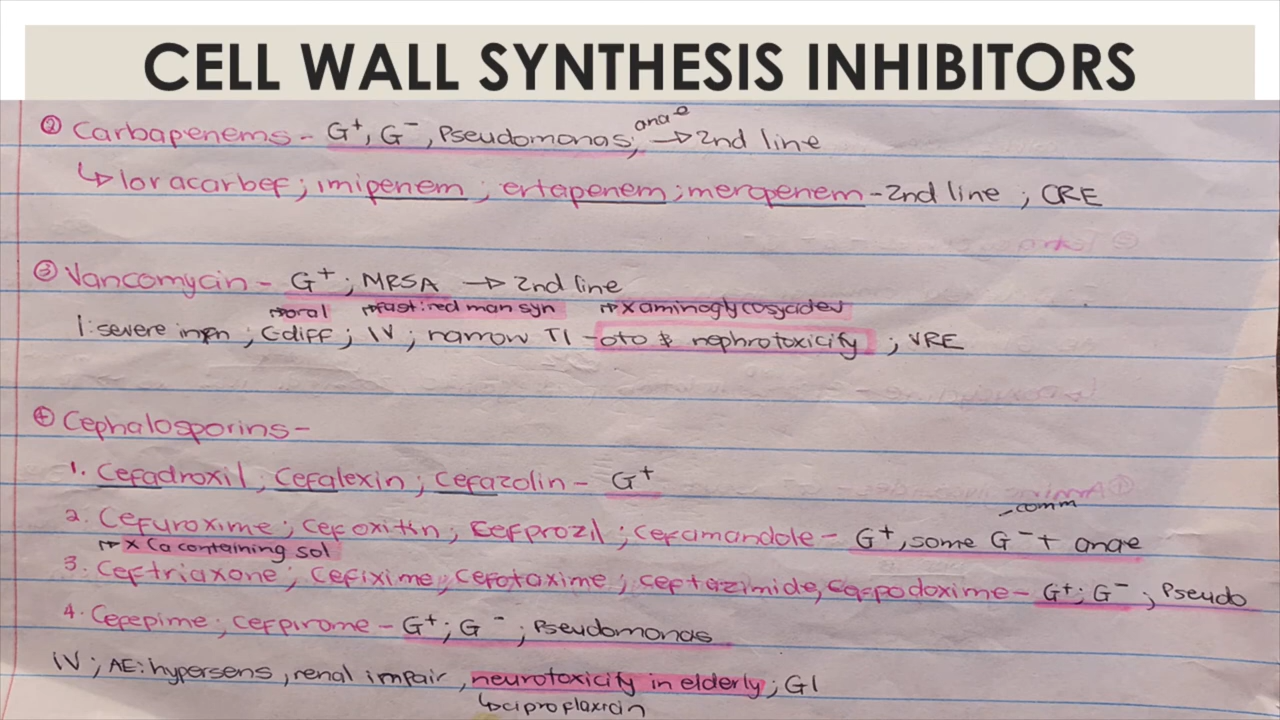 CELL WALL SYNTHESIS INHIBITORS
anae
② Carbapenems - G⁺, G⁻, Pseudomonas; → 2nd line
↳ loracarbef ; imipenem ; ertapenem ; meropenem - 2nd line ; CRE
③ Vancomycin - G⁺ ; MRSA → 2nd line
↱ oral ↱ fast : red man syn ↱ x aminoglycosycides
I : severe infn ; C-diff ; IV ; narrow TI - oto & nephrotoxicity ; VRE
④ Cephalosporins -
1. Cefadroxil ; Cefalexin ; Cefazolin - G⁺
- comm
2. Cefuroxime ; Cefoxitin ; Cefprozil ; Cefamandole - G⁺, some G⁻ + anae
↱ x Ca containing sol
3. Ceftriaxone ; Cefixime ; Cefotaxime ; ceftazimide, cefpodoxime - G⁺ ; G⁻ ; Pseudo
4. Cefepime ; Cefpirome - G⁺ ; G⁻ ; Pseudomonas
IV ; AE : hypersens, renal impair, neurotoxicity in elderly ; GI
↳ ciprofloxicin